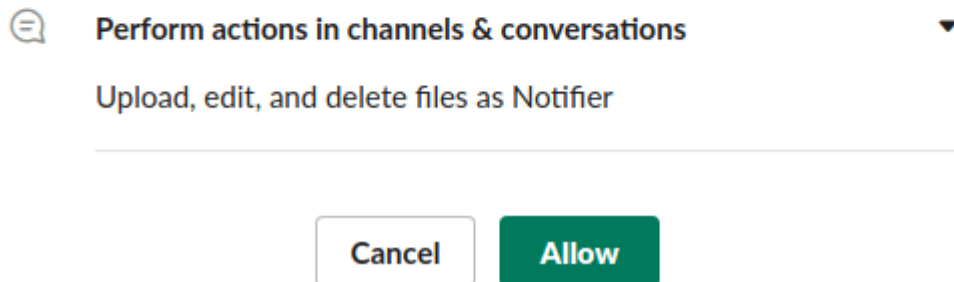 Perform actions in channels & conversations
Upload, edit, and delete files as Notifier
Cancel Allow